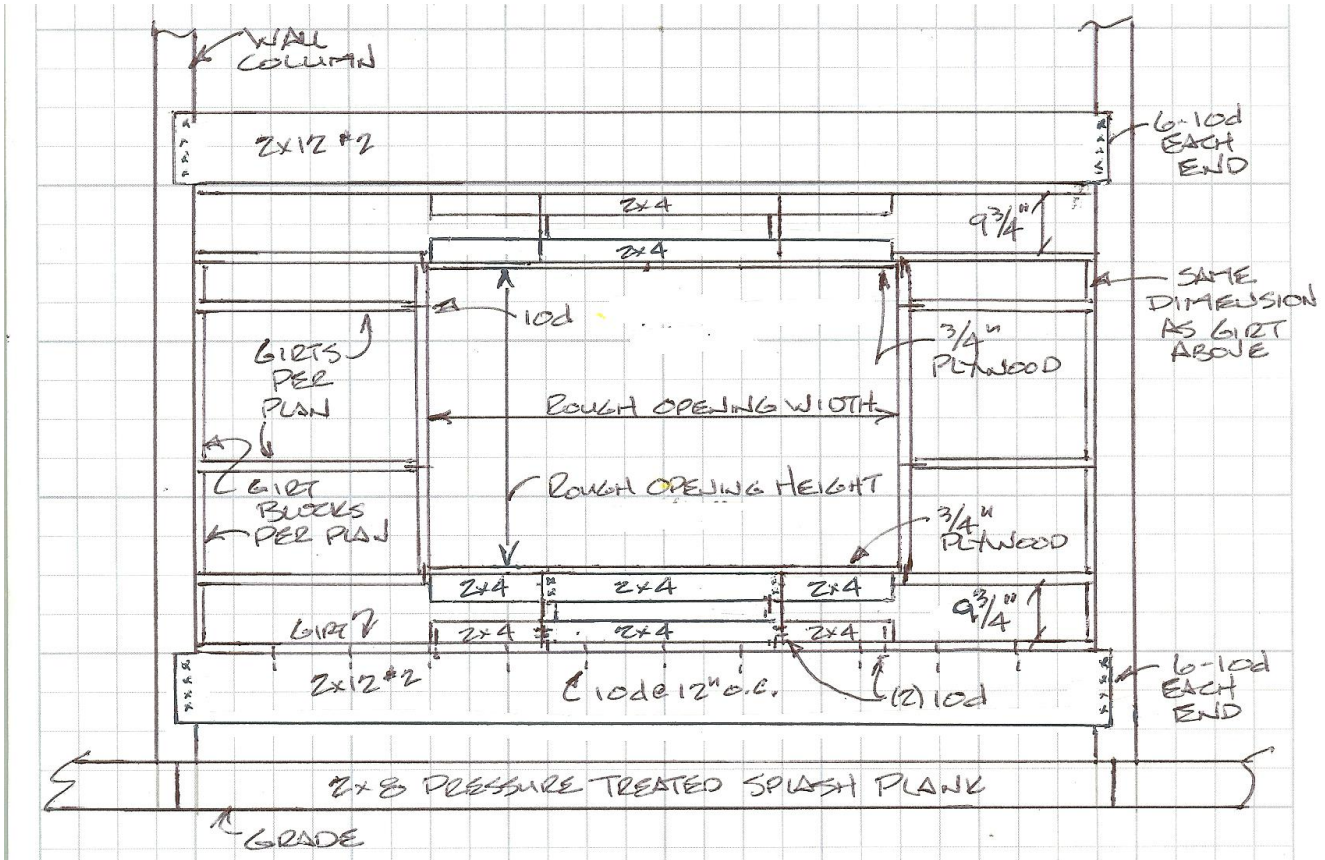 WALL
COLUMN
2x12 #2
6-10d
EACH
END
2x4
9 3/4"
2x4
10d
SAME
DIMENSION
AS GIRT
ABOVE
3/4"
PLYWOOD
GIRTS
PER
PLAN
ROUGH OPENING WIDTH
GIRT
BLOCKS
PER PLAN
ROUGH OPENING HEIGHT
3/4"
PLYWOOD
2x4
2x4
2x4
9 3/4"
GIRT
2x4
2x4
2x4
2x12 #2
10d@12"o.c.
(2)10d
6-10d
EACH
END
2x8 PRESSURE TREATED SPLASH PLANK
GRADE